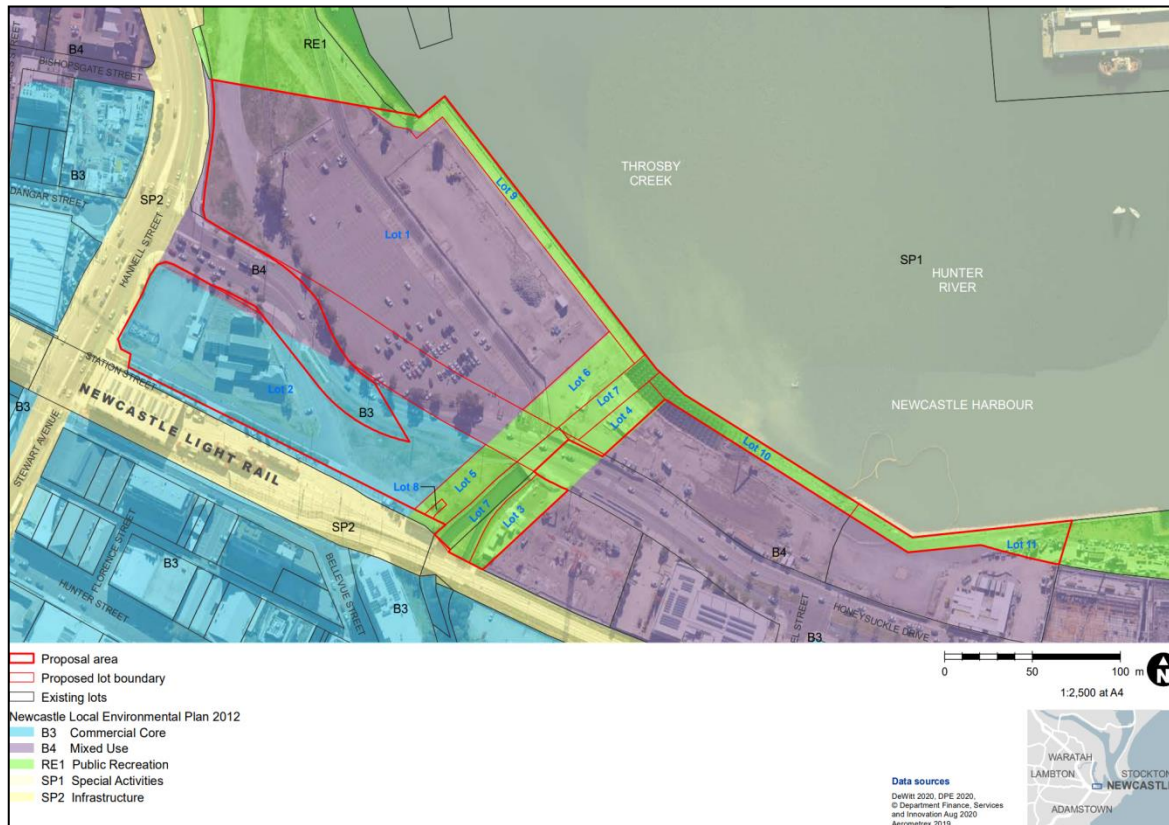 RE1
B4
BISHOPSGATE STREET
B3
DANGAR STREET
SP2
HANNELL STREET
THROSBY
CREEK
Lot 9
Lot 1
SP1
HUNTER
RIVER
B4
STATION STREET
Lot 2
B3
Lot 6
Lot 7
Lot 4
NEWCASTLE HARBOUR
NEWCASTLE LIGHT RAIL
B3
STEWART AVENUE
Lot 10
Lot 5
Lot 8
Lot 7
Lot 3
SP2
Lot 11
B4
FLORENCE STREET
B3
BELLEVUE STREET
HUNTER STREET
B3
HONEYSUCKLE DRIVE
EL STREET
B3
Proposal area
Proposed lot boundary
Existing lots
Newcastle Local Environmental Plan 2012
B3 Commercial Core
B4 Mixed Use
RE1 Public Recreation
SP1 Special Activities
SP2 Infrastructure
0 50 100 m
N
1:2,500 at A4
Data sources
DeWitt 2020, DPE 2020,
© Department Finance, Services
and Innovation Aug 2020
Aerometrex 2019
WARATAH
LAMBTON
STOCKTON
NEWCASTLE
ADAMSTOWN